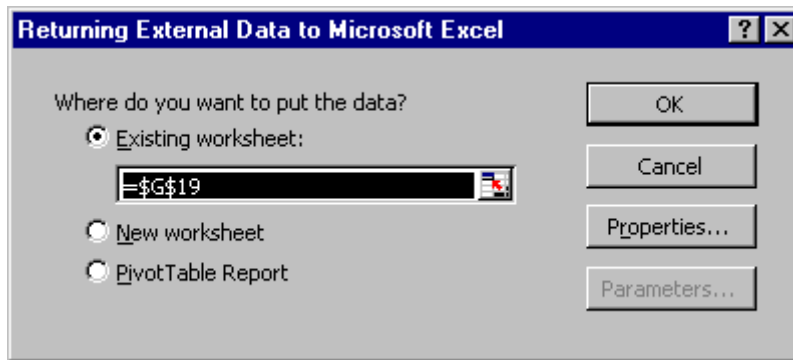 Returning External Data to Microsoft Excel
?
Where do you want to put the data?
Existing worksheet:
=$G$19
New worksheet
PivotTable Report
OK
Cancel
Properties...
Parameters...